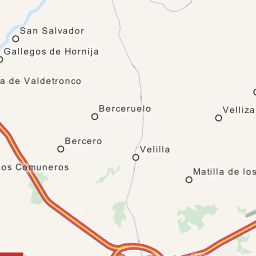 San Salvador
Gallegos de Hornija
a de Valdetronco
Berceruelo
Velliza
Bercero
Velilla
os Comuneros
Matilla de los